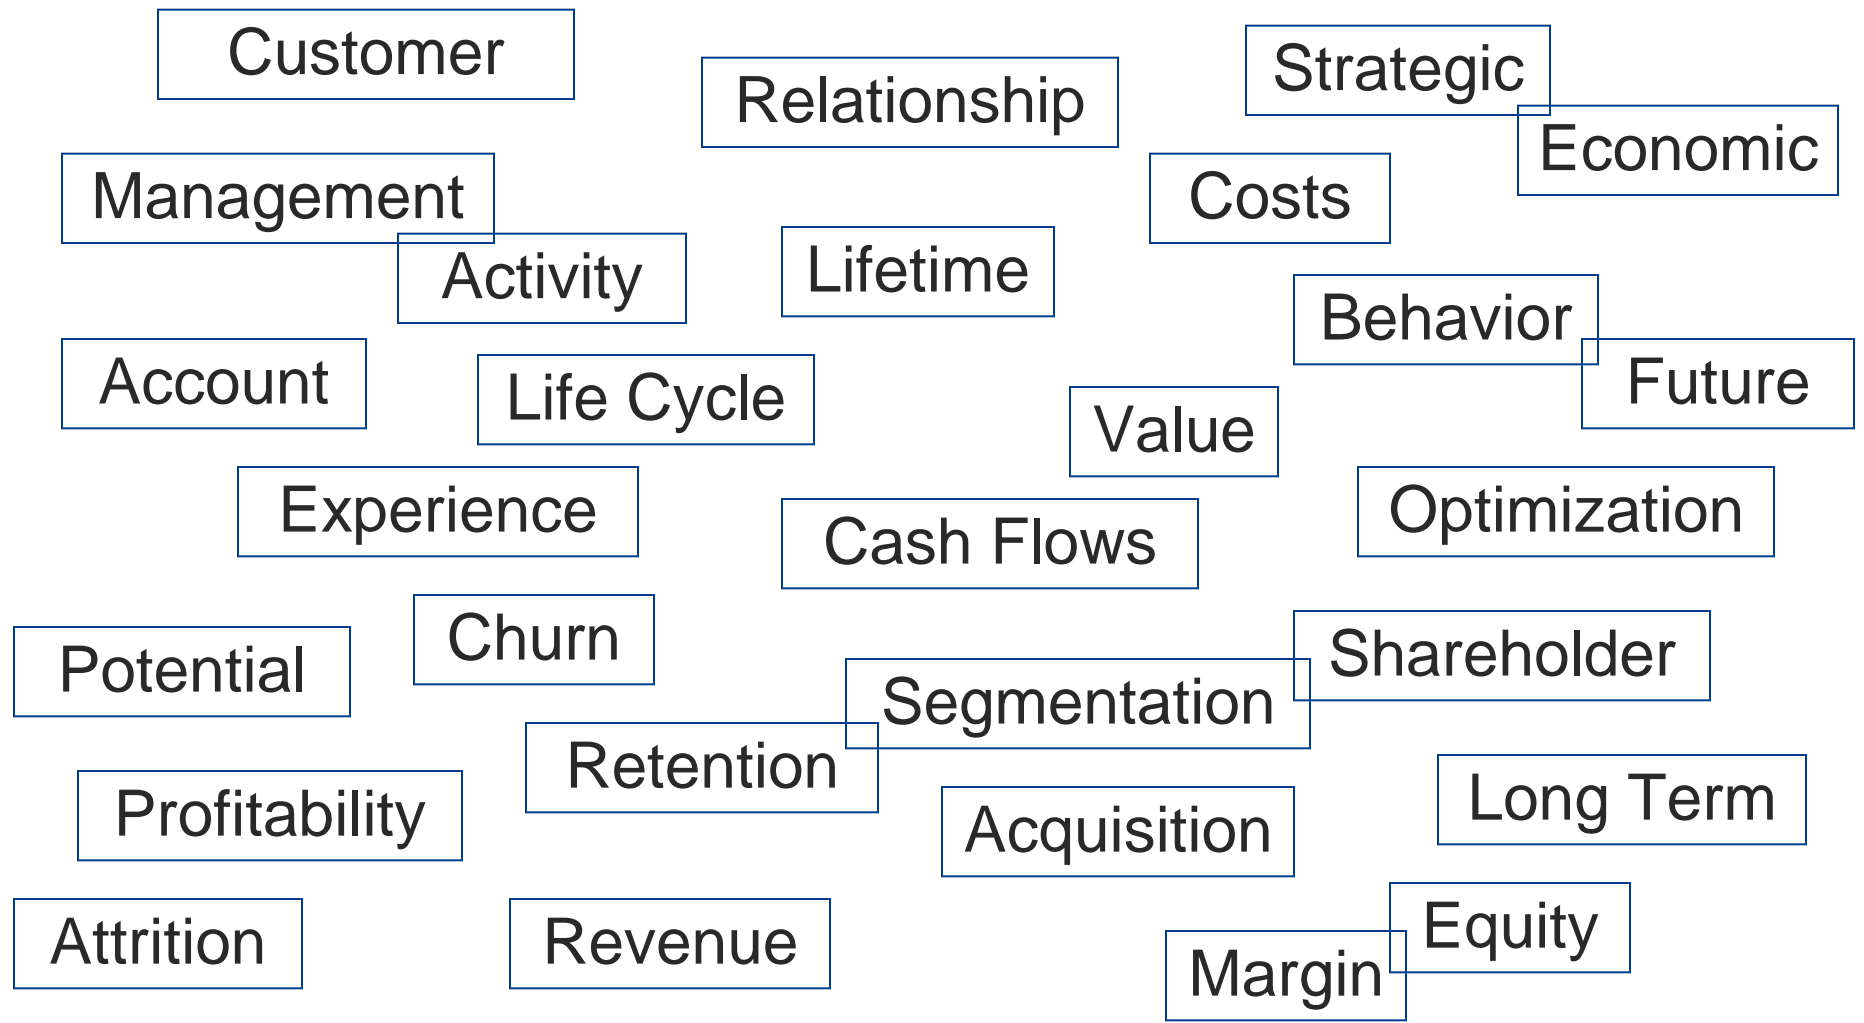 Customer
Relationship
Strategic
Economic
Management
Costs
Activity
Lifetime
Behavior
Account
Life Cycle
Value
Future
Experience
Cash Flows
Optimization
Potential
Churn
Segmentation
Shareholder
Retention
Profitability
Acquisition
Long Term
Attrition
Revenue
Equity
Margin